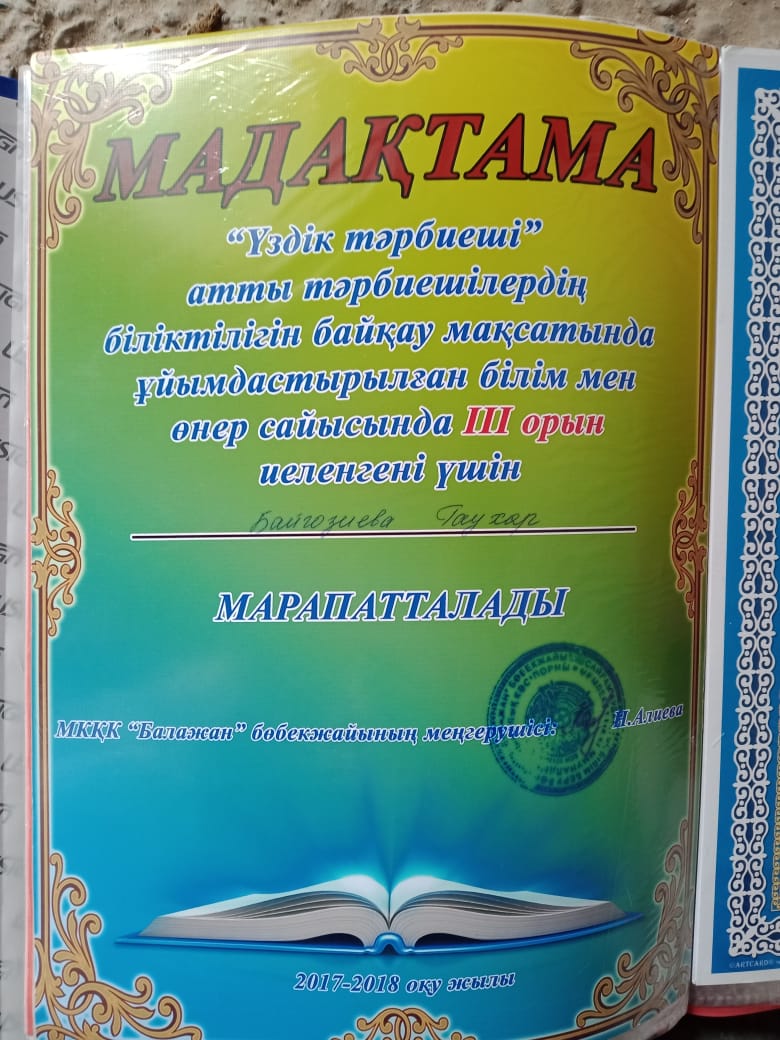 МАДАҚТАМА
“Үздік тәрбиеші”
атты тәрбиешілердің
біліктілігін байқау мақсатында
ұйымдастырылған білім мен
өнер сайысында III орын
иеленгені үшін
Байгозиева Гаухар
МАРАПАТТАЛАДЫ
МКҚК “Балажан” бөбекжайының меңгерушісі: Н.Алиева
2017-2018 оқу жылы
©ARTCARD®